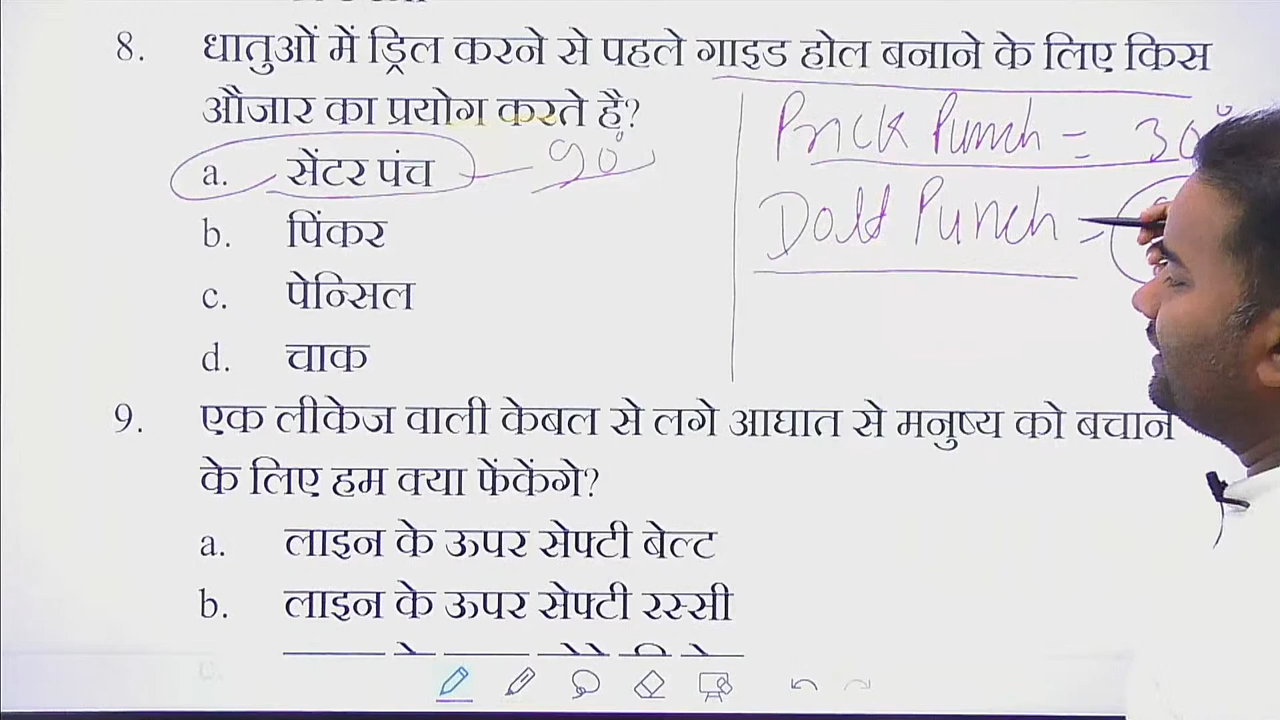 8. धातुओं में ड्रिल करने से पहले गाइड होल बनाने के लिए किस
औजार का प्रयोग करते है?
Prick Punch = 30°
a. सेंटर पंच 90°
Punch =
b. पिंकर
c. पेन्सिल
d. चाक
9. एक लीकेज वाली केबल से लगे आघात से मनुष्य को बचाने
के लिए हम क्या फेंकेंगे?
a. लाइन के ऊपर सेफ्टी बेल्ट
b. लाइन के ऊपर सेफ्टी रस्सी